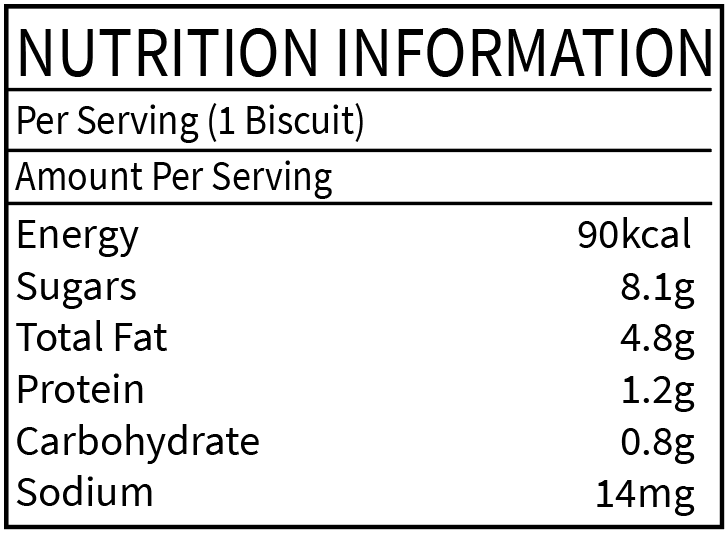 NUTRITION INFORMATION
Per Serving (1 Biscuit)
Amount Per Serving
Energy 90kcal
Sugars 8.1g
Total Fat 4.8g
Protein 1.2g
Carbohydrate 0.8g
Sodium 14mg